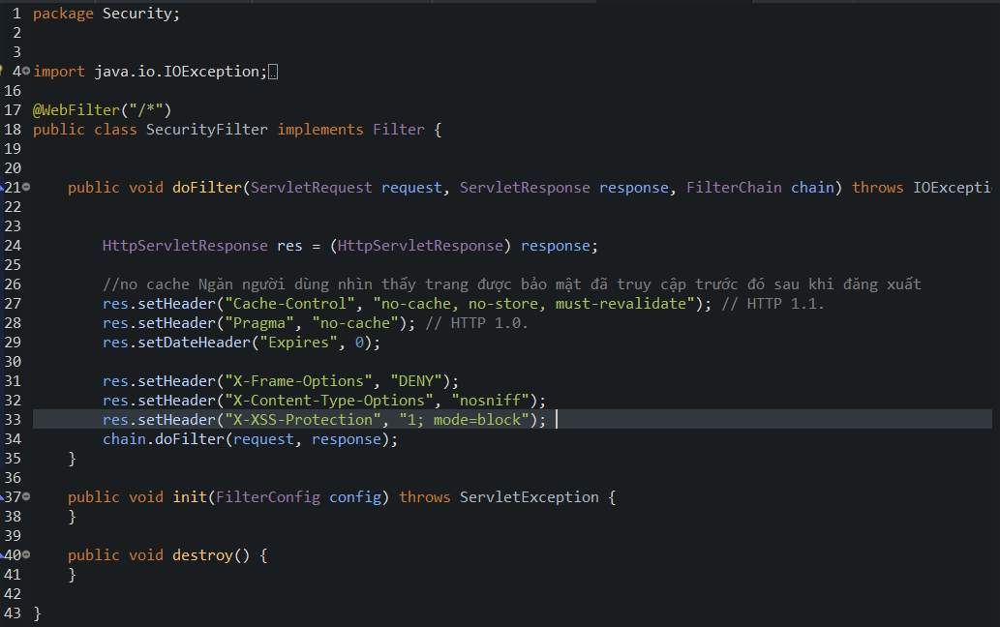 1 package Security;
2
3
4 import java.io.IOException;
16
17 @WebFilter("/*")
18 public class SecurityFilter implements Filter {
19
20
21 public void doFilter(ServletRequest request, ServletResponse response, FilterChain chain) throws IOExcepti
22
23
24 HttpServletResponse res = (HttpServletResponse) response;
25
26 //no cache Ngăn người dùng nhìn thấy trang được bảo mật đã truy cập trước đó sau khi đăng xuất
27 res.setHeader("Cache-Control", "no-cache, no-store, must-revalidate"); // HTTP 1.1.
28 res.setHeader("Pragma", "no-cache"); // HTTP 1.0.
29 res.setDateHeader("Expires", 0);
30
31 res.setHeader("X-Frame-Options", "DENY");
32 res.setHeader("X-Content-Type-Options", "nosniff");
33 res.setHeader("X-XSS-Protection", "1; mode=block");
34 chain.doFilter(request, response);
35 }
36
37 public void init(FilterConfig config) throws ServletException {
38 }
39
40 public void destroy() {
41 }
42
43 }